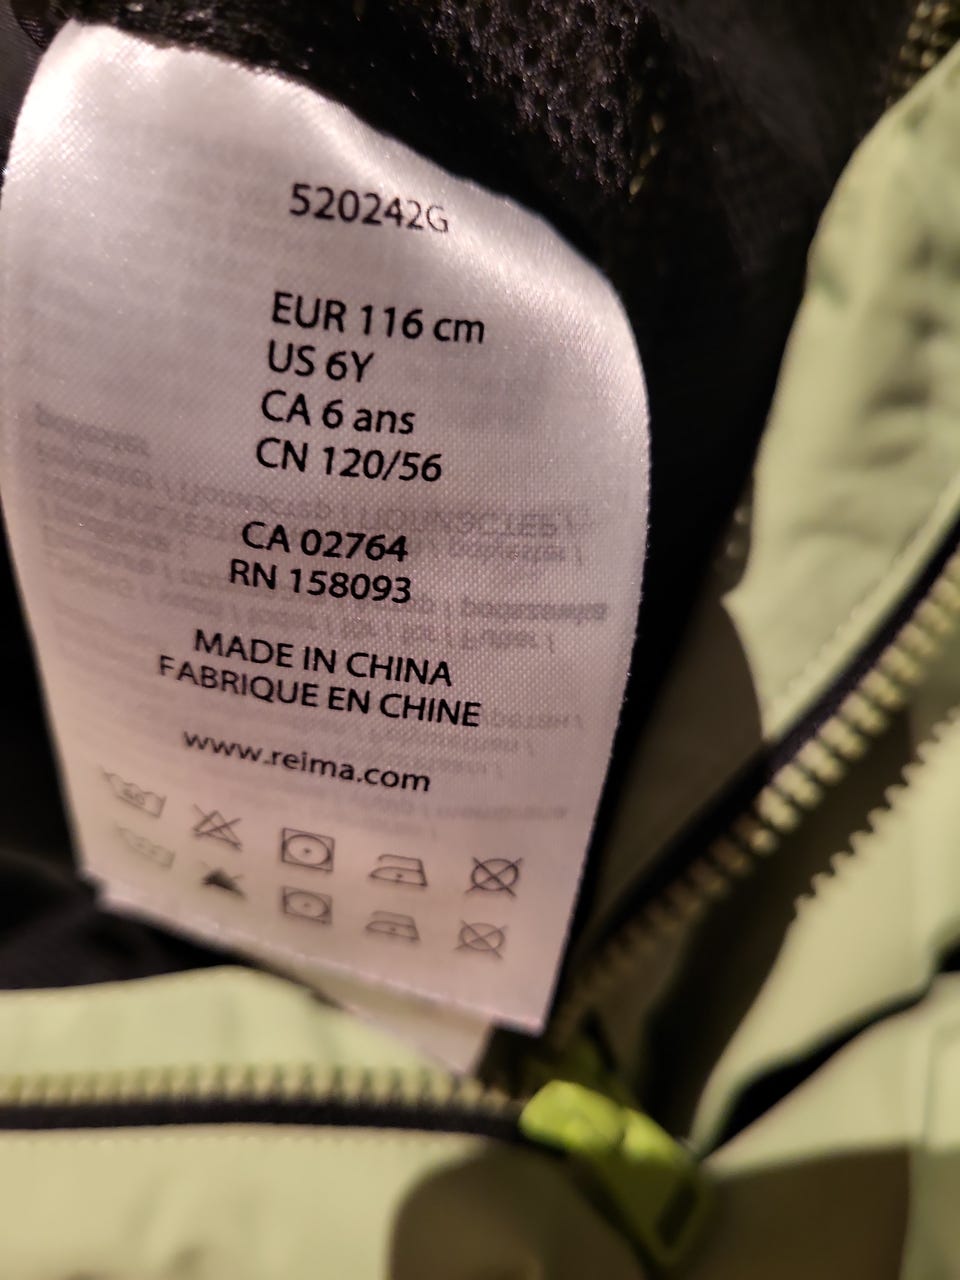 520242G
EUR 116 cm
US 6Y
CA 6 ans
CN 120/56
CA 02764
RN 158093
MADE IN CHINA
FABRIQUE EN CHINE
www.reima.com